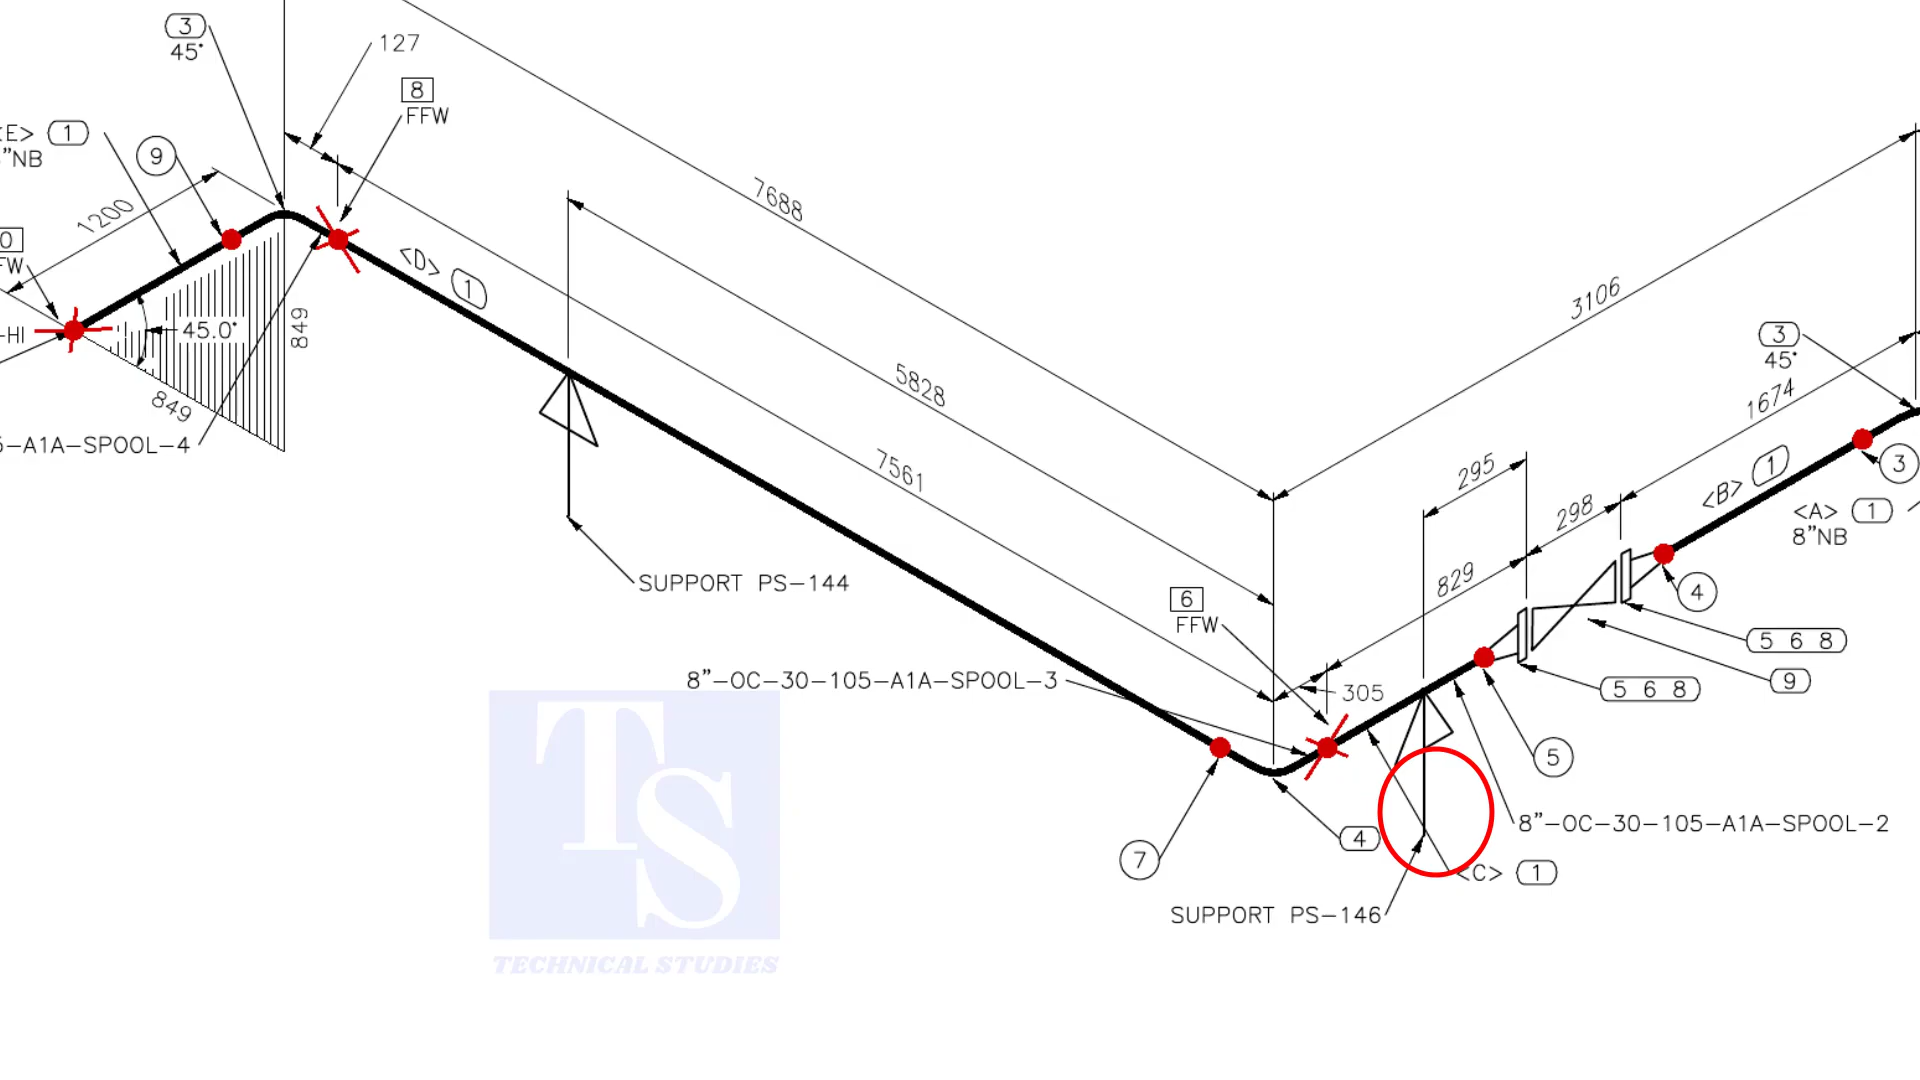 3
45°
127
8
FFW
<E> 1
"NB
9
1200
0
FW
-HI
45.0°
849
849
-A1A-SPOOL-4
<D> 1
7688
5828
7561
3106
3
45°
1674
295
298
829
<B> 1
3
<A> 1
8"NB
4
SUPPORT PS-144
6
FFW
5 6 8
9
5 6 8
8"-OC-30-105-A1A-SPOOL-3
305
5
7
4
8"-OC-30-105-A1A-SPOOL-2
<C> 1
SUPPORT PS-146
TS
TECHNICAL STUDIES